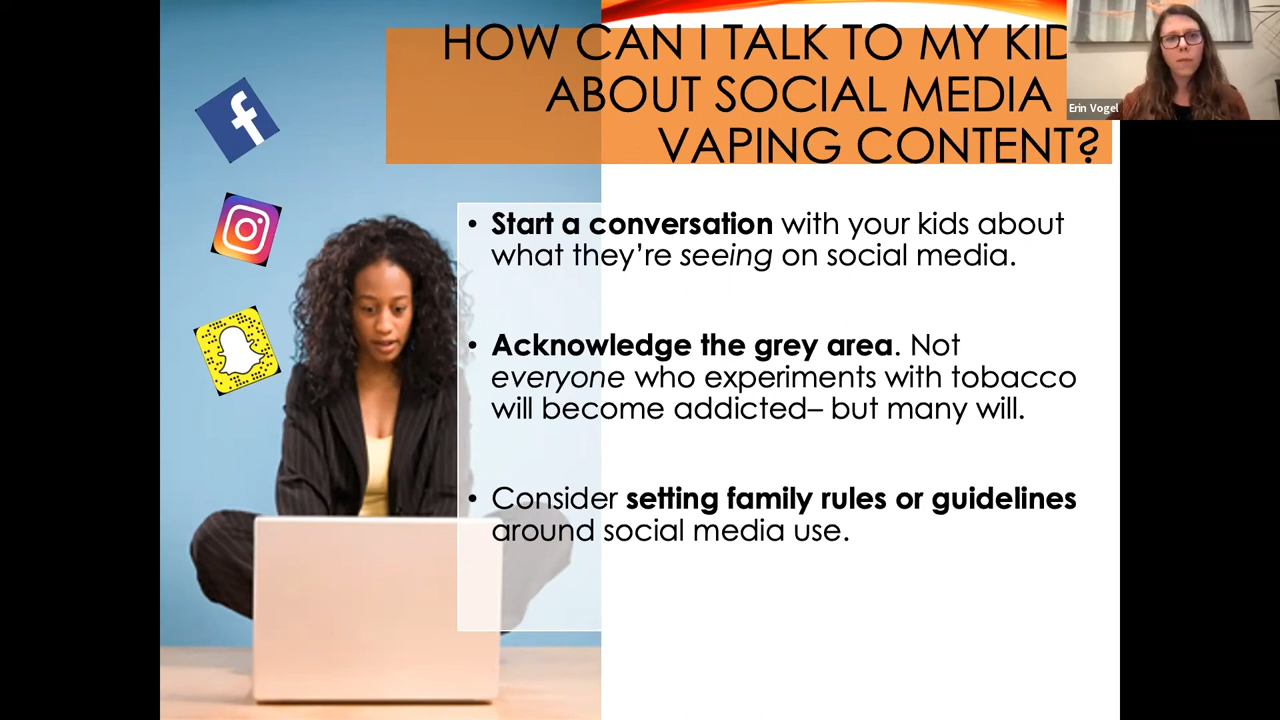 HOW CAN I TALK TO MY KID
ABOUT SOCIAL MEDIA
VAPING CONTENT?
Erin Vogel
• Start a conversation with your kids about
what they're seeing on social media.
• Acknowledge the grey area. Not
everyone who experiments with tobacco
will become addicted– but many will.
• Consider setting family rules or guidelines
around social media use.